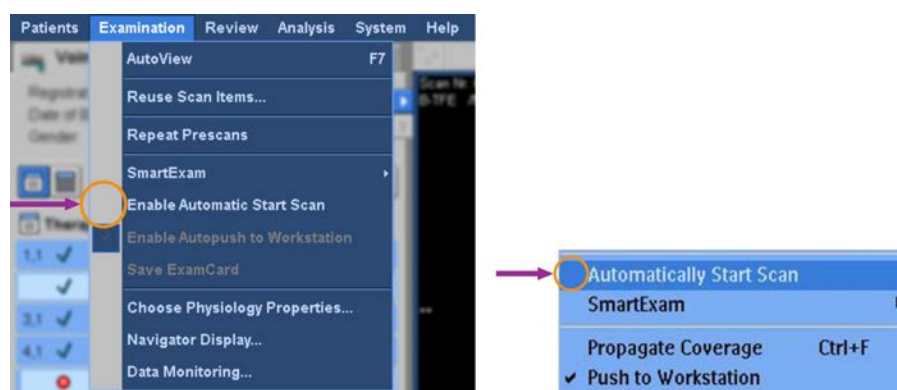 Patients Examination Review Analysis System Help
AutoView F7
Reuse Scan Items...
Repeat Prescans
SmartExam
Enable Automatic Start Scan
Enable Autopush to Workstation
Save ExamCard
Choose Physiology Properties...
Navigator Display...
Data Monitoring...
Gender
1,1
3,1
4,1
Automatically Start Scan
SmartExam
Propagate Coverage Ctrl+F
Push to Workstation